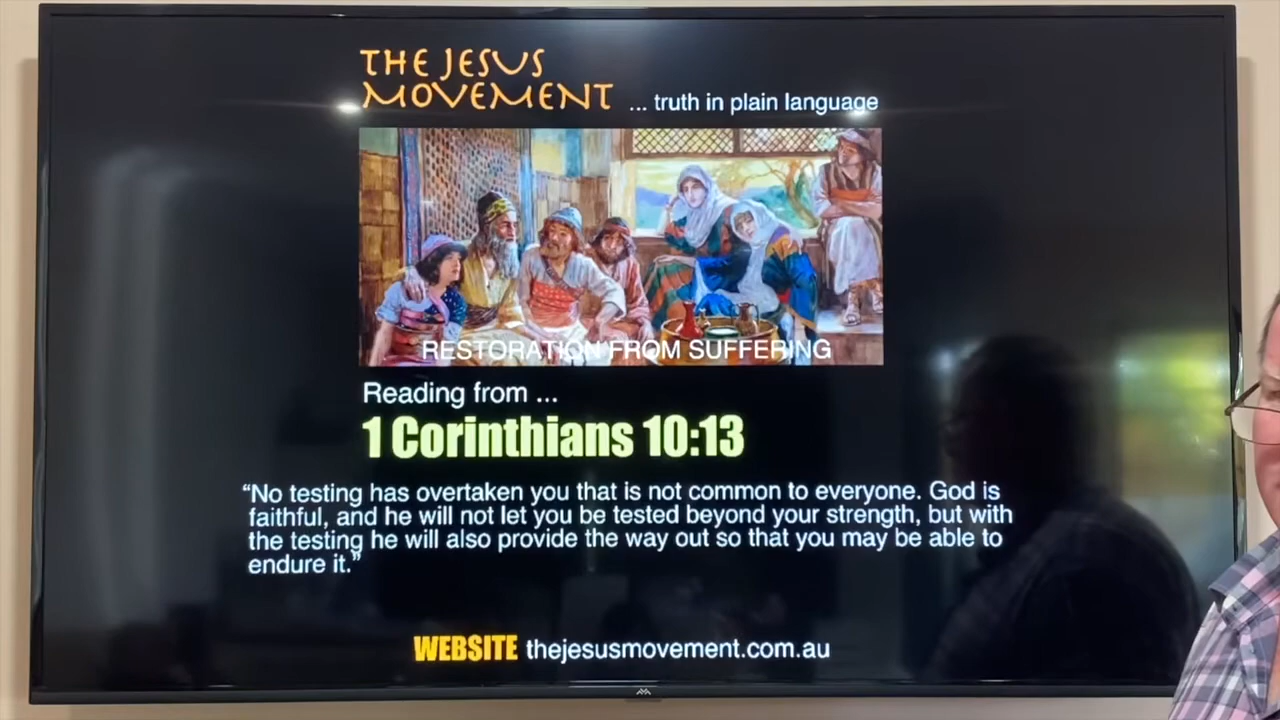 THE JESUS
MOVEMENT ... truth in plain language
RESTORATION FROM SUFFERING
Reading from ...
1 Corinthians 10:13
“No testing has overtaken you that is not common to everyone. God is
faithful, and he will not let you be tested beyond your strength, but with
the testing he will also provide the way out so that you may be able to
endure it.”
WEBSITE thejesusmovement.com.au